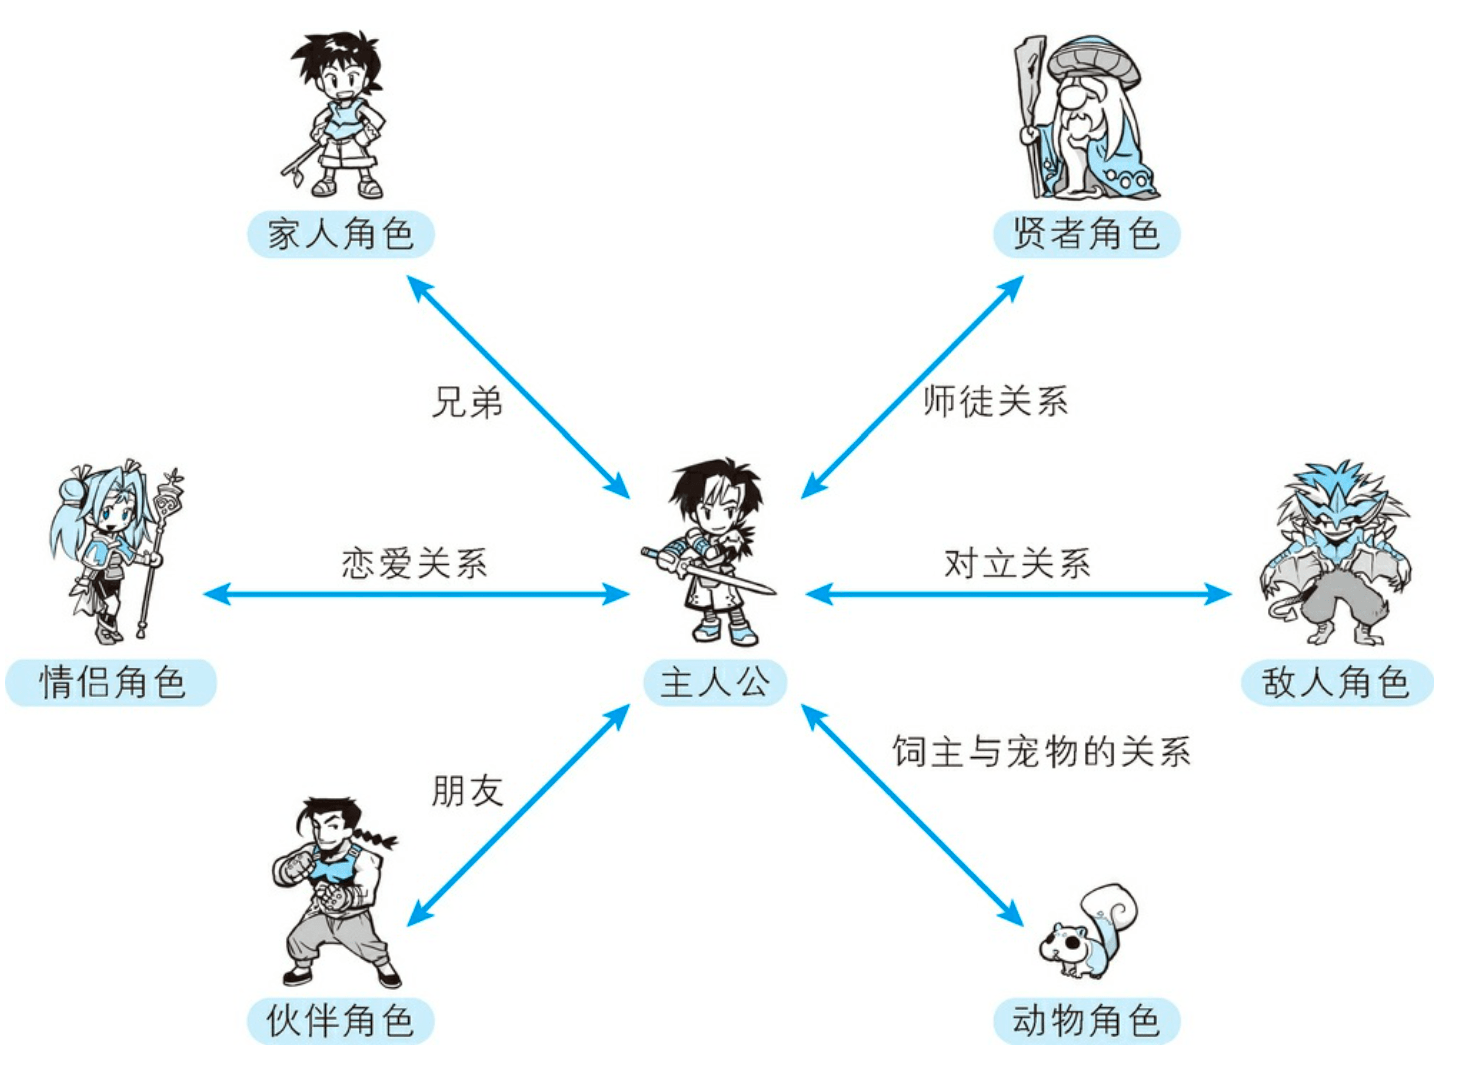 家人角色
贤者角色
兄弟
师徒关系
恋爱关系
对立关系
情侣角色
主人公
敌人角色
朋友
饲主与宠物的关系
伙伴角色
动物角色